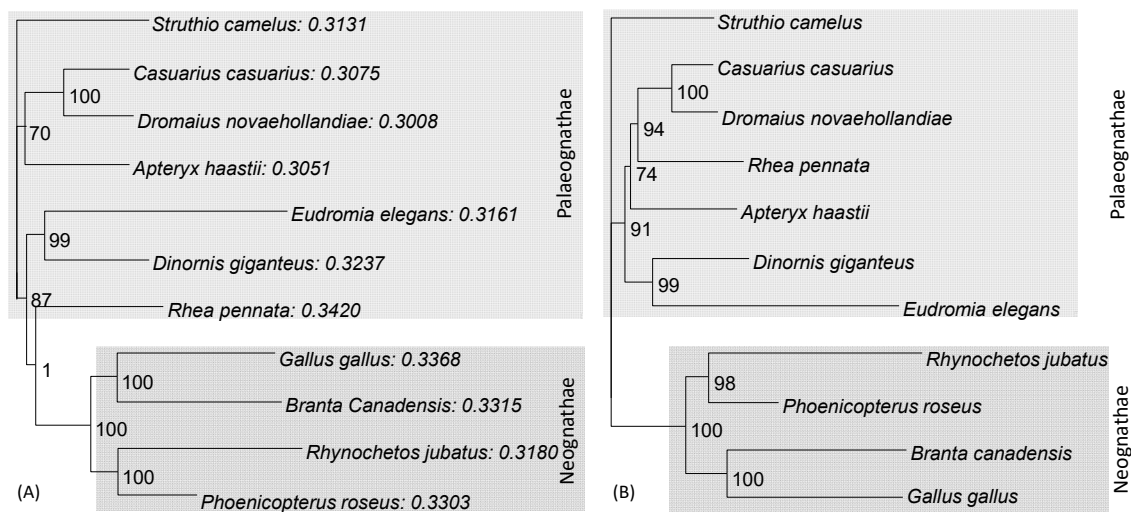 Struthio camelus: 0.3131
Casuarius casuarius: 0.3075
100
Dromaius novaehollandiae: 0.3008
70
Apteryx haastii: 0.3051
Eudromia elegans: 0.3161
99
Dinornis giganteus: 0.3237
87
Rhea pennata: 0.3420
Palaeognathae
Gallus gallus: 0.3368
1
100
Branta Canadensis: 0.3315
100
Rhynochetos jubatus: 0.3180
100
Phoenicopterus roseus: 0.3303
Neognathae
(A)
Struthio camelus
Casuarius casuarius
100
Dromaius novaehollandiae
94
Rhea pennata
74
Apteryx haastii
91
Dinornis giganteus
99
Eudromia elegans
Palaeognathae
Rhynochetos jubatus
98
Phoenicopterus roseus
100
Branta canadensis
100
Gallus gallus
Neognathae
(B)